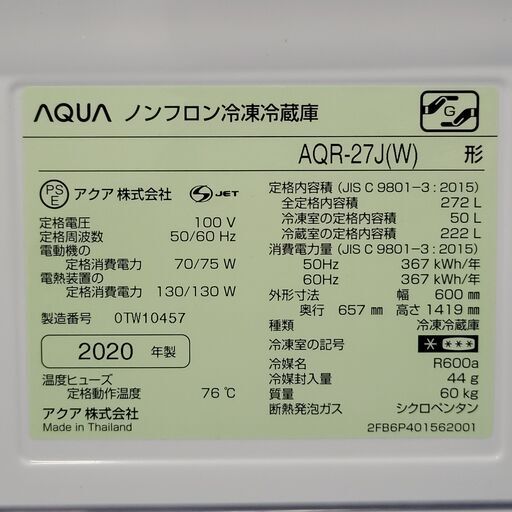 AQUA ノンフロン冷凍冷蔵庫
G
AQR-27J(W) 形
PS E アクア株式会社 S JET
定格電圧 100 V
定格周波数 50/60 Hz
電動機の
定格消費電力 70/75 W
電熱装置の
定格消費電力 130/130 W
製造番号 0TW10457
2020 年製
温度ヒューズ
定格動作温度 76℃
アクア株式会社
Made in Thailand
定格内容積 (JIS C 9801-3 : 2015)
全定格内容積 272 L
冷凍室の定格内容積 50 L
冷蔵室の定格内容積 222 L
消費電力量 (JIS C 9801-3 : 2015)
50Hz 367 kWh/年
60Hz 367 kWh/年
外形寸法 幅 600 ㎜
奥行 657 ㎜ 高さ 1419 ㎜
種類 冷凍冷蔵庫
冷凍室の記号 * ***
冷媒名 R600a
冷媒封入量 44 g
質量 60 kg
断熱発泡ガス シクロペンタン
2FB6P401562001